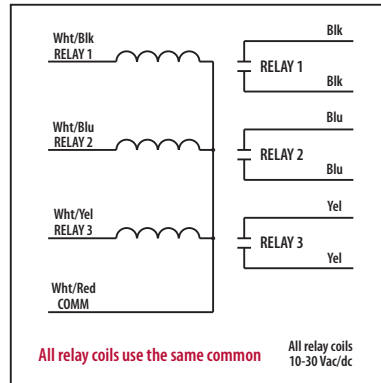 Wht/Blk
RELAY 1
Wht/Blu
RELAY 2
Wht/Yel
RELAY 3
Wht/Red
COMM
Blk
RELAY 1
Blk
Blu
RELAY 2
Blu
Yel
RELAY 3
Yel
All relay coils use the same common
All relay coils
10-30 Vac/dc